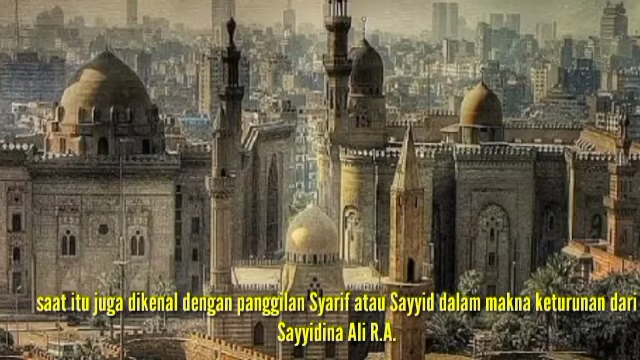 saat itu juga dikenal dengan panggilan Syarif atau Sayyid dalam makna keturunan dari
Sayyidina Ali R.A.